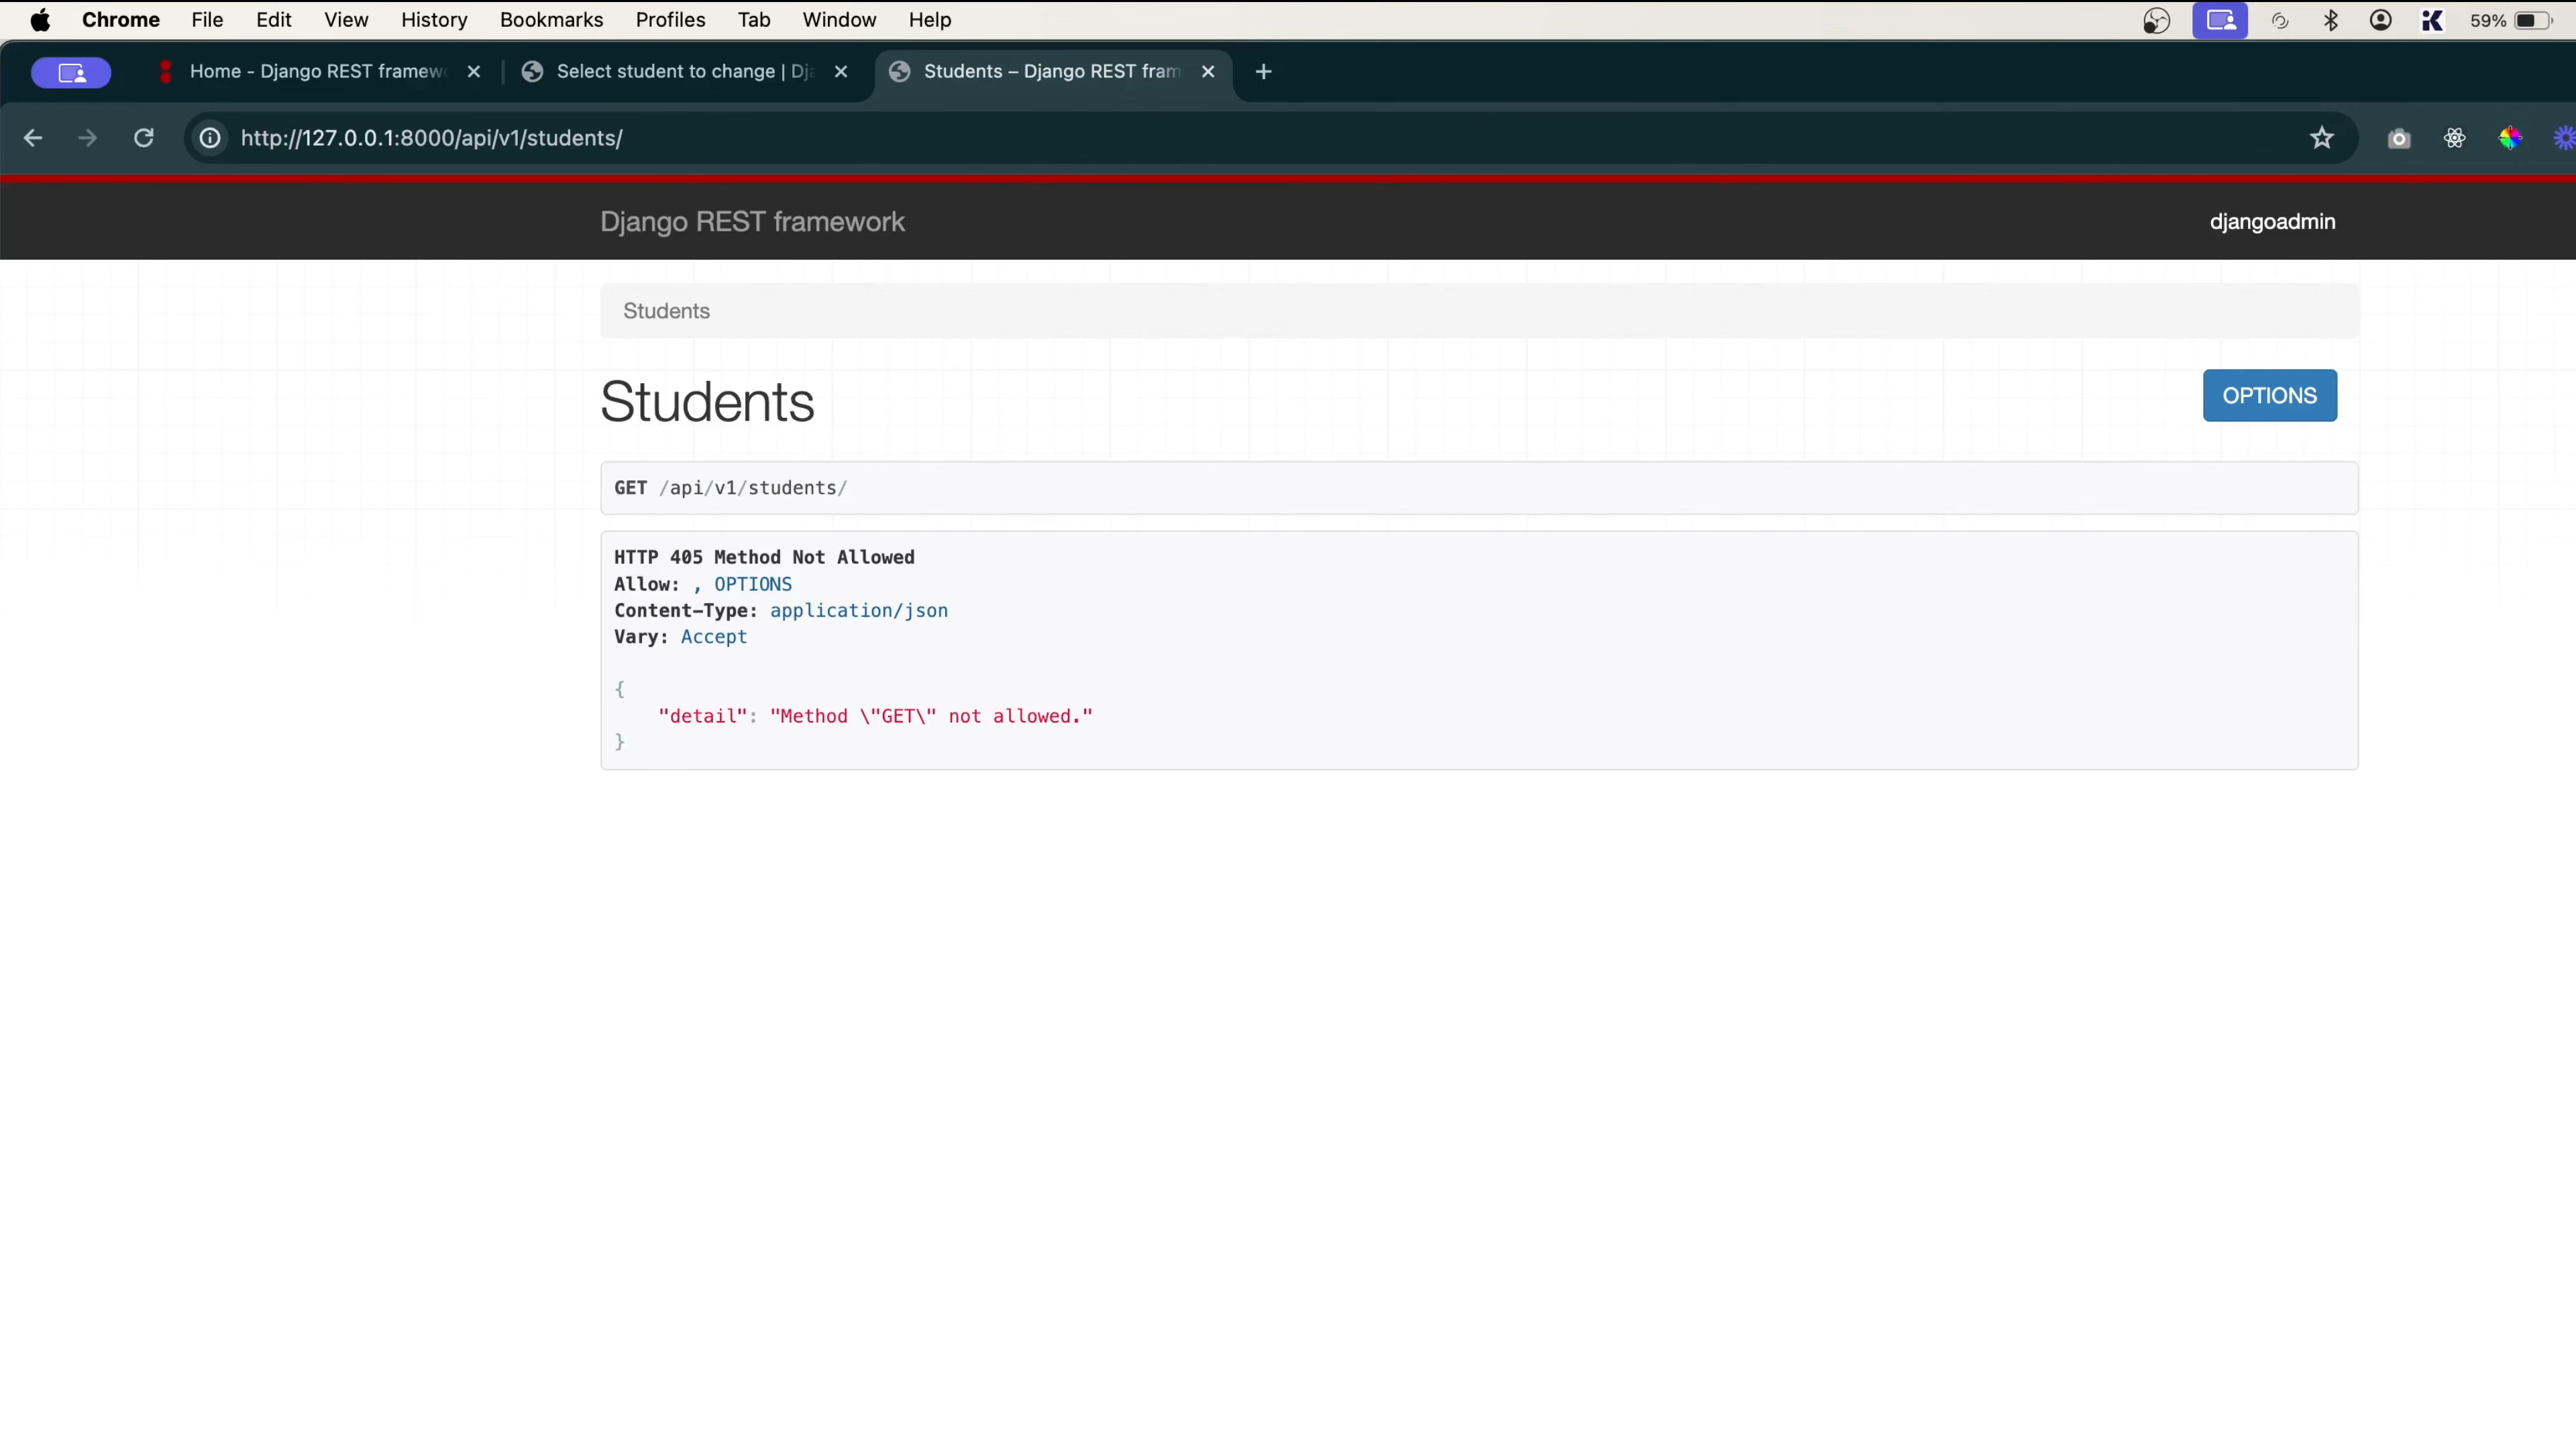 Chrome File Edit View History Bookmarks Profiles Tab Window Help 59%
Home - Django REST framew Select student to change | Dja Students – Django REST fram
http://127.0.0.1:8000/api/v1/students/
Django REST framework djangoadmin
Students
Students OPTIONS
GET /api/v1/students/
HTTP 405 Method Not Allowed
Allow: , OPTIONS
Content-Type: application/json
Vary: Accept
{
"detail": "Method \"GET\" not allowed."
}